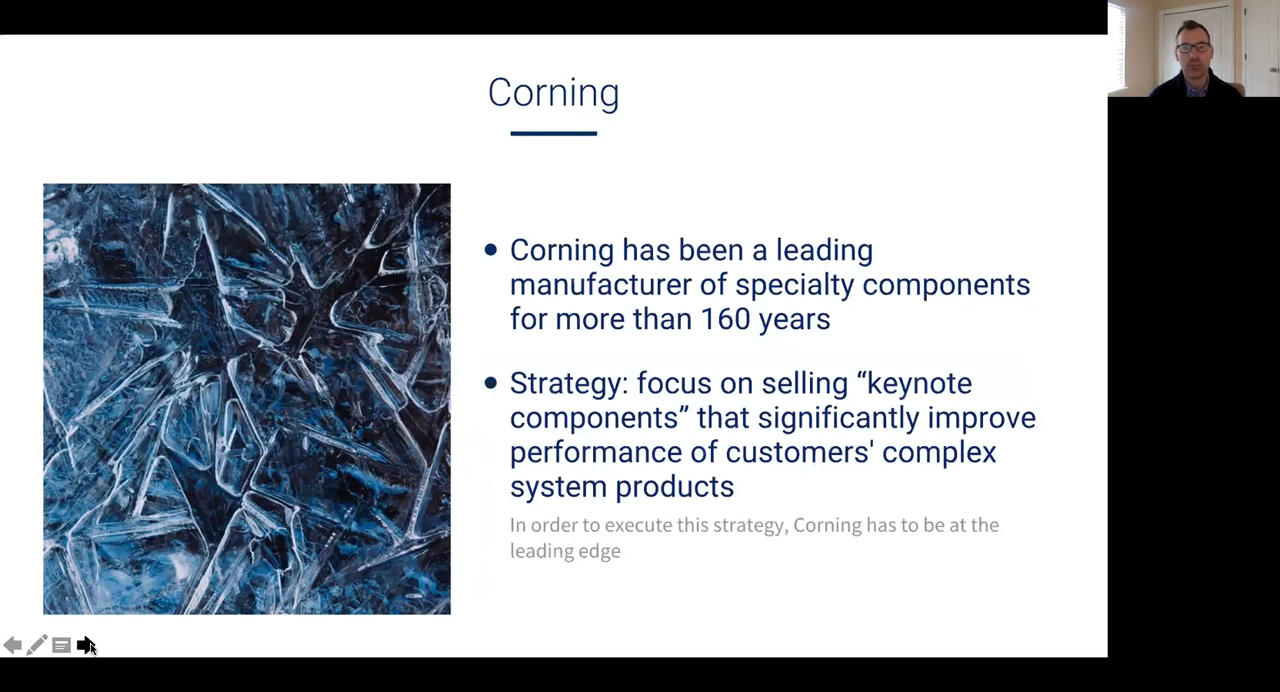 Corning
Corning has been a leading
manufacturer of specialty components
for more than 160 years
Strategy: focus on selling “keynote
components” that significantly improve
performance of customers' complex
system products
In order to execute this strategy, Corning has to be at the
leading edge